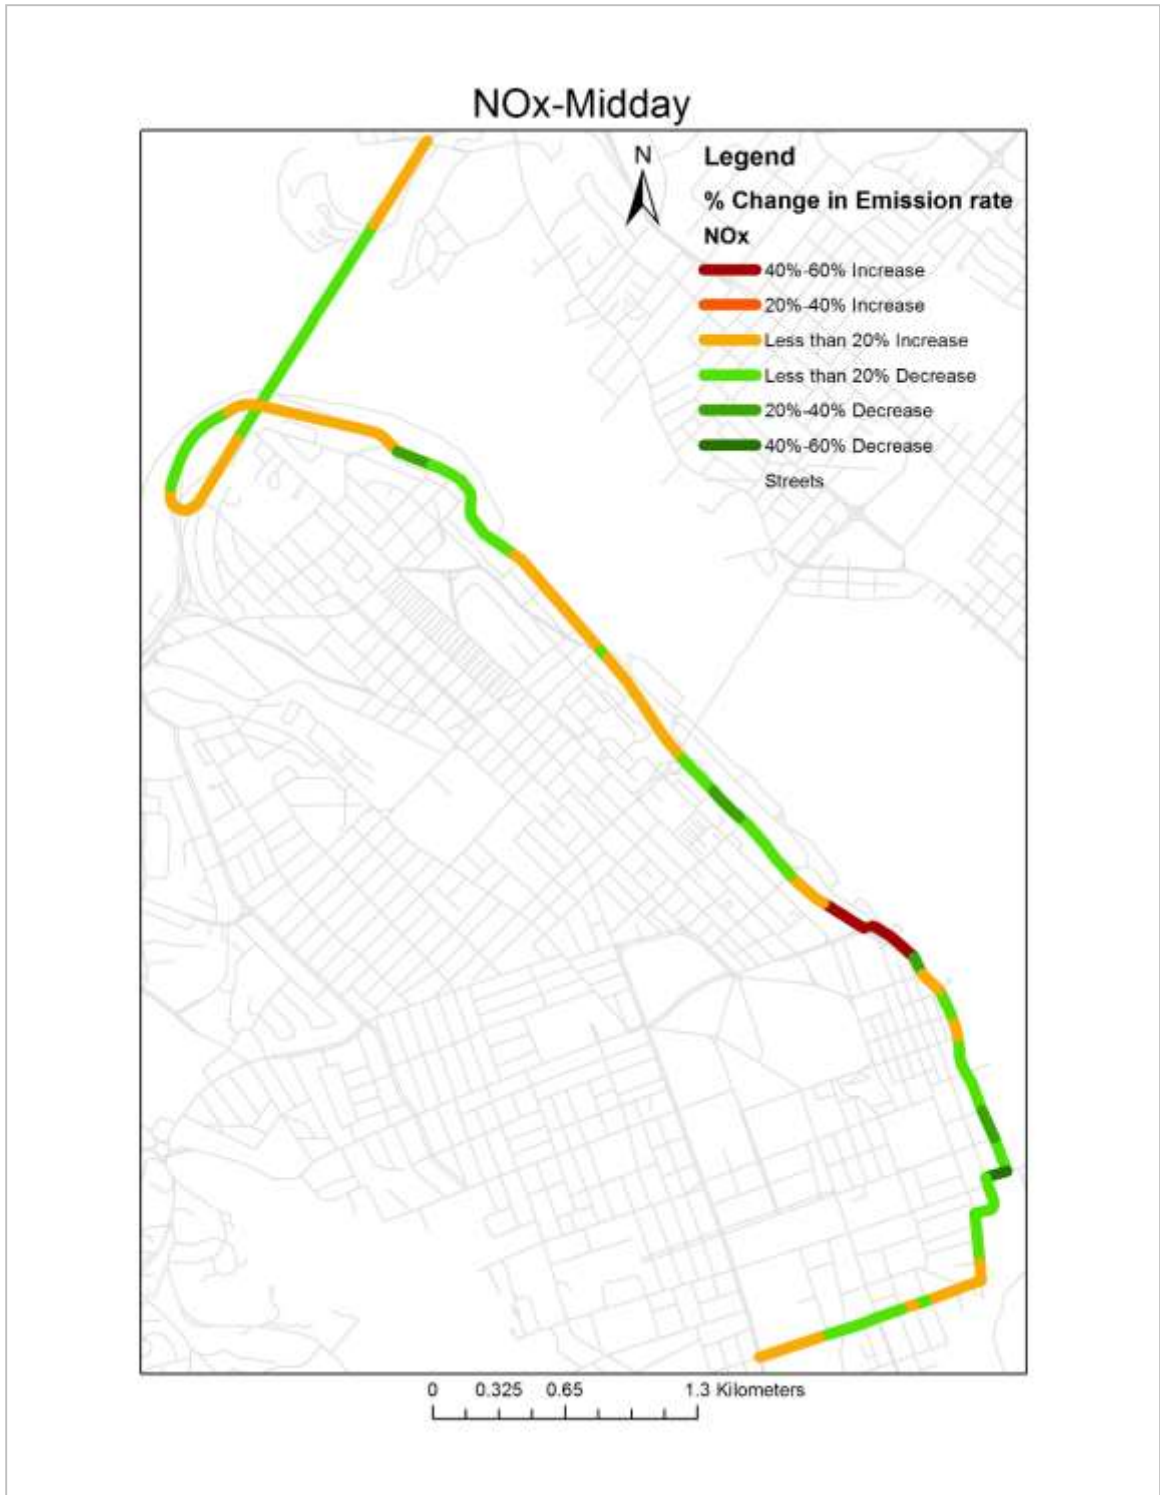 NOx-Midday
N
Legend
% Change in Emission rate
NOx
40%-60% Increase
20%-40% Increase
Less than 20% Increase
Less than 20% Decrease
20%-40% Decrease
40%-60% Decrease
Streets
0 0.325 0.65 1.3 Kilometers